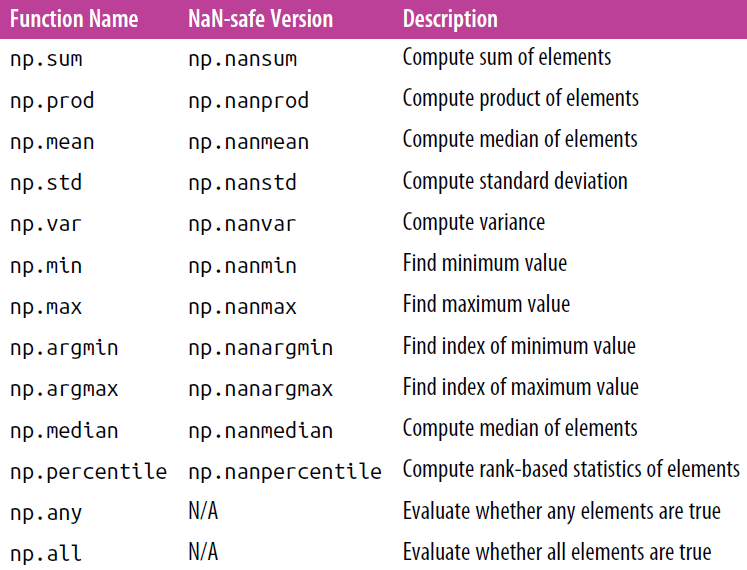 Function Name NaN-safe Version Description
np.sum np.nansum Compute sum of elements
np.prod np.nanprod Compute product of elements
np.mean np.nanmean Compute median of elements
np.std np.nanstd Compute standard deviation
np.var np.nanvar Compute variance
np.min np.nanmin Find minimum value
np.max np.nanmax Find maximum value
np.argmin np.nanargmin Find index of minimum value
np.argmax np.nanargmax Find index of maximum value
np.median np.nanmedian Compute median of elements
np.percentile np.nanpercentile Compute rank-based statistics of elements
np.any N/A Evaluate whether any elements are true
np.all N/A Evaluate whether all elements are true